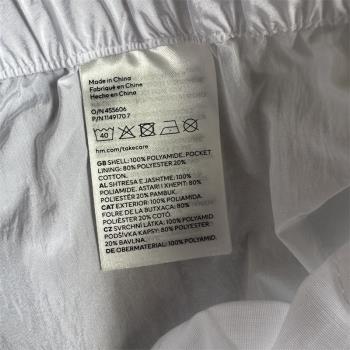 Made in China
Fabriqué en Chine
Hecho en China
O/N 455606
P/N 1149170.7
40
hm.com/takecare
GB SHELL: 100% POLYAMIDE. POCKET
LINING: 80% POLYESTER 20%
COTTON.
AL SHTRESA E JASHTME: 100%
POLIAMIDE. ASTARI I XHEPIT: 80%
POLIESTËR 20% PAMBUK.
CAT EXTERIOR: 100% POLIAMIDA.
FOLRE DE LA BUTXACA: 80%
POLIÈSTER 20% COTÓ.
CZ SVRCHNÍ LÁTKA: 100% POLYAMID.
PODŠÍVKA KAPSY: 80% POLYESTER
20% BAVLNA.
DE OBERMATERIAL: 100% POLYAMID.